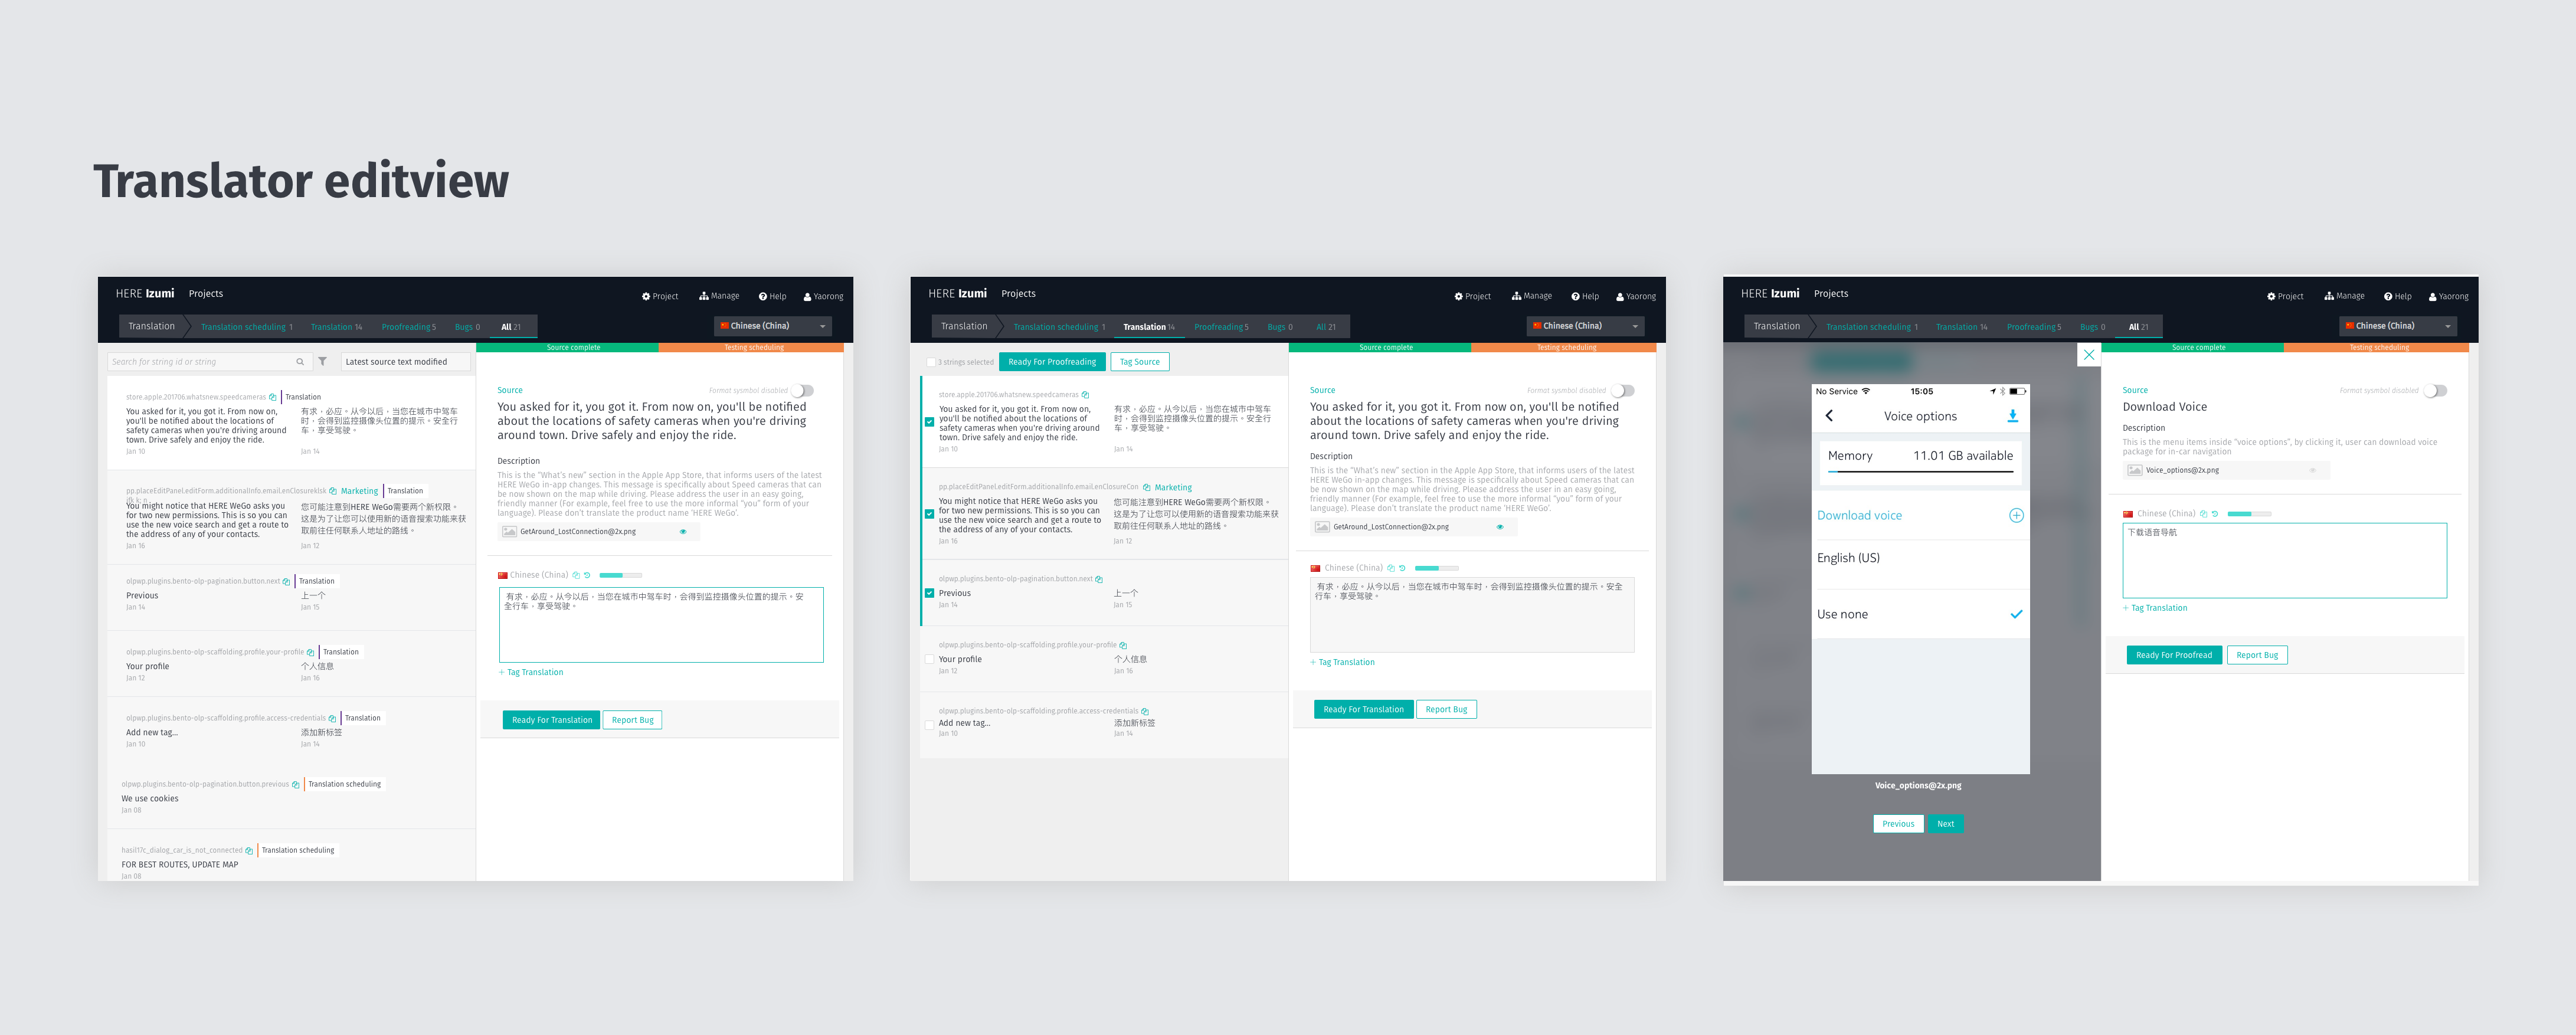 Translator editview
HERE Izumi Projects
Project Manage Help Yaorong
Translation Translation scheduling 1 Translation 14 Proofreading 5 Bugs 0 All 21
Chinese (China)
Search for string id or string
Latest source text modified
store.apple.201706.whatsnew.speedcameras Translation
You asked for it, you got it. From now on,
you'll be notified about the locations of
safety cameras when you're driving around
town. Drive safely and enjoy the ride.
Jan 10
有求，必应。从今以后，当您在城市中驾车
时，会得到监控摄像头位置的提示。安全行
车，享受驾驶。
Jan 14
pp.placeEditPanel.editForm.additionalInfo.email.enClosureklsk Marketing Translation
You might notice that HERE WeGo asks you
for two new permissions. This is so you can
use the new voice search and get a route to
the address of any of your contacts.
Jan 16
您可能注意到HERE WeGo需要两个新权限。
这是为了让您可以使用新的语音搜索功能来获
取前往任何联系人地址的路线。
Jan 12
olpwp.plugins.bento-olp-pagination.button.next Translation
Previous
Jan 14
上一个
Jan 15
olpwp.plugins.bento-olp-scaffolding.profile.your-profile Translation
Your profile
Jan 12
个人信息
Jan 16
olpwp.plugins.bento-olp-scaffolding.profile.access-credentials Translation
Add new tag...
Jan 10
添加新标签
Jan 14
olpwp.plugins.bento-olp-pagination.button.previous Translation scheduling
We use cookies
Jan 08
hasil17c_dialog_car_is_not_connected Translation scheduling
FOR BEST ROUTES, UPDATE MAP
Jan 08
Source complete Testing scheduling
Source Format sysmbol disabled
You asked for it, you got it. From now on, you'll be notified
about the locations of safety cameras when you're driving
around town. Drive safely and enjoy the ride.
Description
This is the “What's new” section in the Apple App Store, that informs users of the latest
HERE WeGo in-app changes. This message is specifically about Speed cameras that can
be now shown on the map while driving. Please address the user in an easy going,
friendly manner (For example, feel free to use the more informal “you” form of your
language). Please don't translate the product name ‘HERE WeGo’.
GetAround_LostConnection@2x.png
Chinese (China)
有求，必应。从今以后，当您在城市中驾车时，会得到监控摄像头位置的提示。安
全行车，享受驾驶。
+ Tag Translation
Ready For Translation Report Bug
HERE Izumi Projects
Project Manage Help Yaorong
Translation Translation scheduling 1 Translation 14 Proofreading 5 Bugs 0 All 21
Chinese (China)
3 strings selected Ready For Proofreading Tag Source
store.apple.201706.whatsnew.speedcameras
You asked for it, you got it. From now on,
you'll be notified about the locations of
safety cameras when you're driving around
town. Drive safely and enjoy the ride.
Jan 10
有求，必应。从今以后，当您在城市中驾车
时，会得到监控摄像头位置的提示。安全行
车，享受驾驶。
Jan 14
pp.placeEditPanel.editForm.additionalInfo.email.enClosureCon Marketing
You might notice that HERE WeGo asks you
for two new permissions. This is so you can
use the new voice search and get a route to
the address of any of your contacts.
Jan 16
您可能注意到HERE WeGo需要两个新权限。
这是为了让您可以使用新的语音搜索功能来获
取前往任何联系人地址的路线。
Jan 12
olpwp.plugins.bento-olp-pagination.button.next
Previous
Jan 14
上一个
Jan 15
olpwp.plugins.bento-olp-scaffolding.profile.your-profile
Your profile
Jan 12
个人信息
Jan 16
olpwp.plugins.bento-olp-scaffolding.profile.access-credentials
Add new tag...
Jan 10
添加新标签
Jan 14
Source complete Testing scheduling
Source Format sysmbol disabled
You asked for it, you got it. From now on, you'll be notified
about the locations of safety cameras when you're driving
around town. Drive safely and enjoy the ride.
Description
This is the “What's new” section in the Apple App Store, that informs users of the latest
HERE WeGo in-app changes. This message is specifically about Speed cameras that can
be now shown on the map while driving. Please address the user in an easy going,
friendly manner (For example, feel free to use the more informal “you” form of your
language). Please don't translate the product name ‘HERE WeGo’.
GetAround_LostConnection@2x.png
Chinese (China)
有求，必应。从今以后，当您在城市中驾车时，会得到监控摄像头位置的提示。安全
行车，享受驾驶。
+ Tag Translation
Ready For Translation Report Bug
HERE Izumi Projects
Project Manage Help Yaorong
Translation Translation scheduling 1 Translation 14 Proofreading 5 Bugs 0 All 21
Chinese (China)
No Service 15:05
Voice options
Memory 11.01 GB available
Download voice
English (US)
Use none
Voice_options@2x.png
Previous Next
Source complete Testing scheduling
Source Format sysmbol disabled
Download Voice
Description
This is the menu items inside “voice options”, by clicking it, user can download voice
package for in-car navigation
Voice_options@2x.png
Chinese (China)
下载语音导航
+ Tag Translation
Ready For Proofread Report Bug